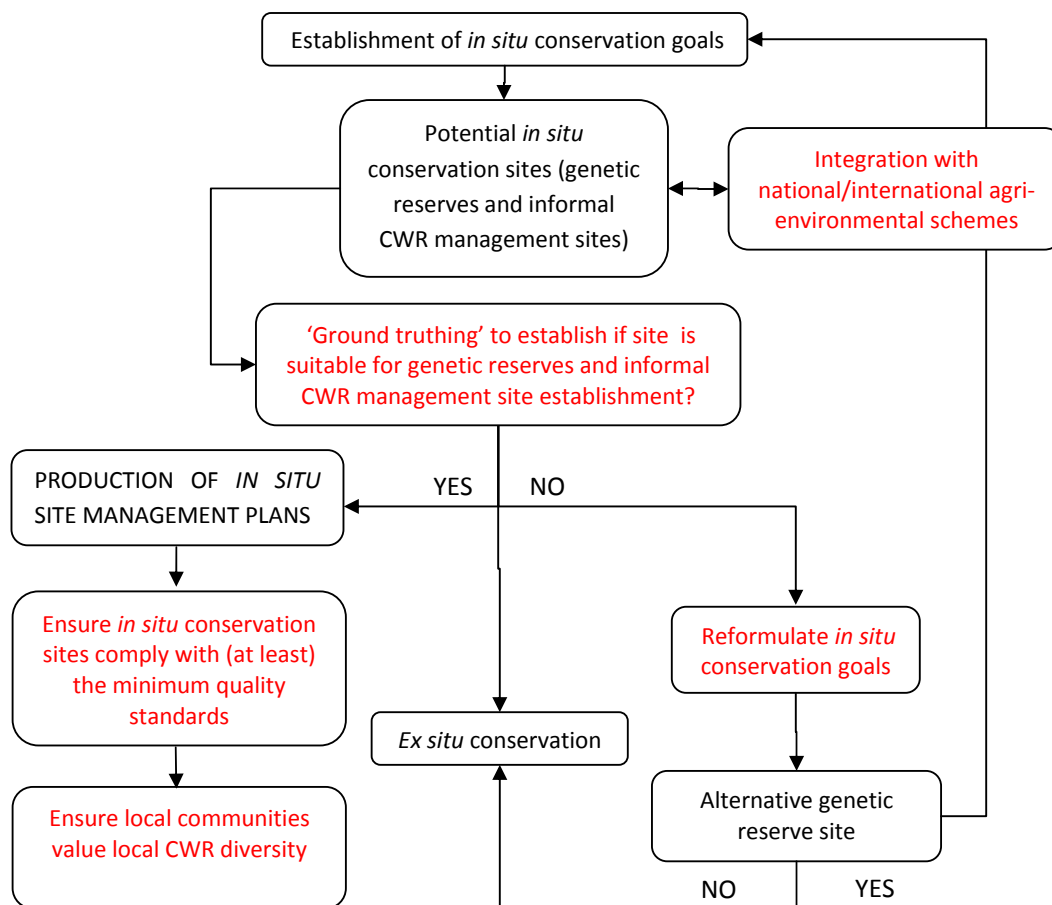 Establishment of in situ conservation goals
Potential in situ
conservation sites (genetic
reserves and informal
CWR management sites)
Integration with
national/international agri-
environmental schemes
‘Ground truthing’ to establish if site is
suitable for genetic reserves and informal
CWR management site establishment?
YES
NO
PRODUCTION OF IN SITU
SITE MANAGEMENT PLANS
Ensure in situ conservation
sites comply with (at least)
the minimum quality
standards
Reformulate in situ
conservation goals
Ex situ conservation
Ensure local communities
value local CWR diversity
Alternative genetic
reserve site
NO
YES